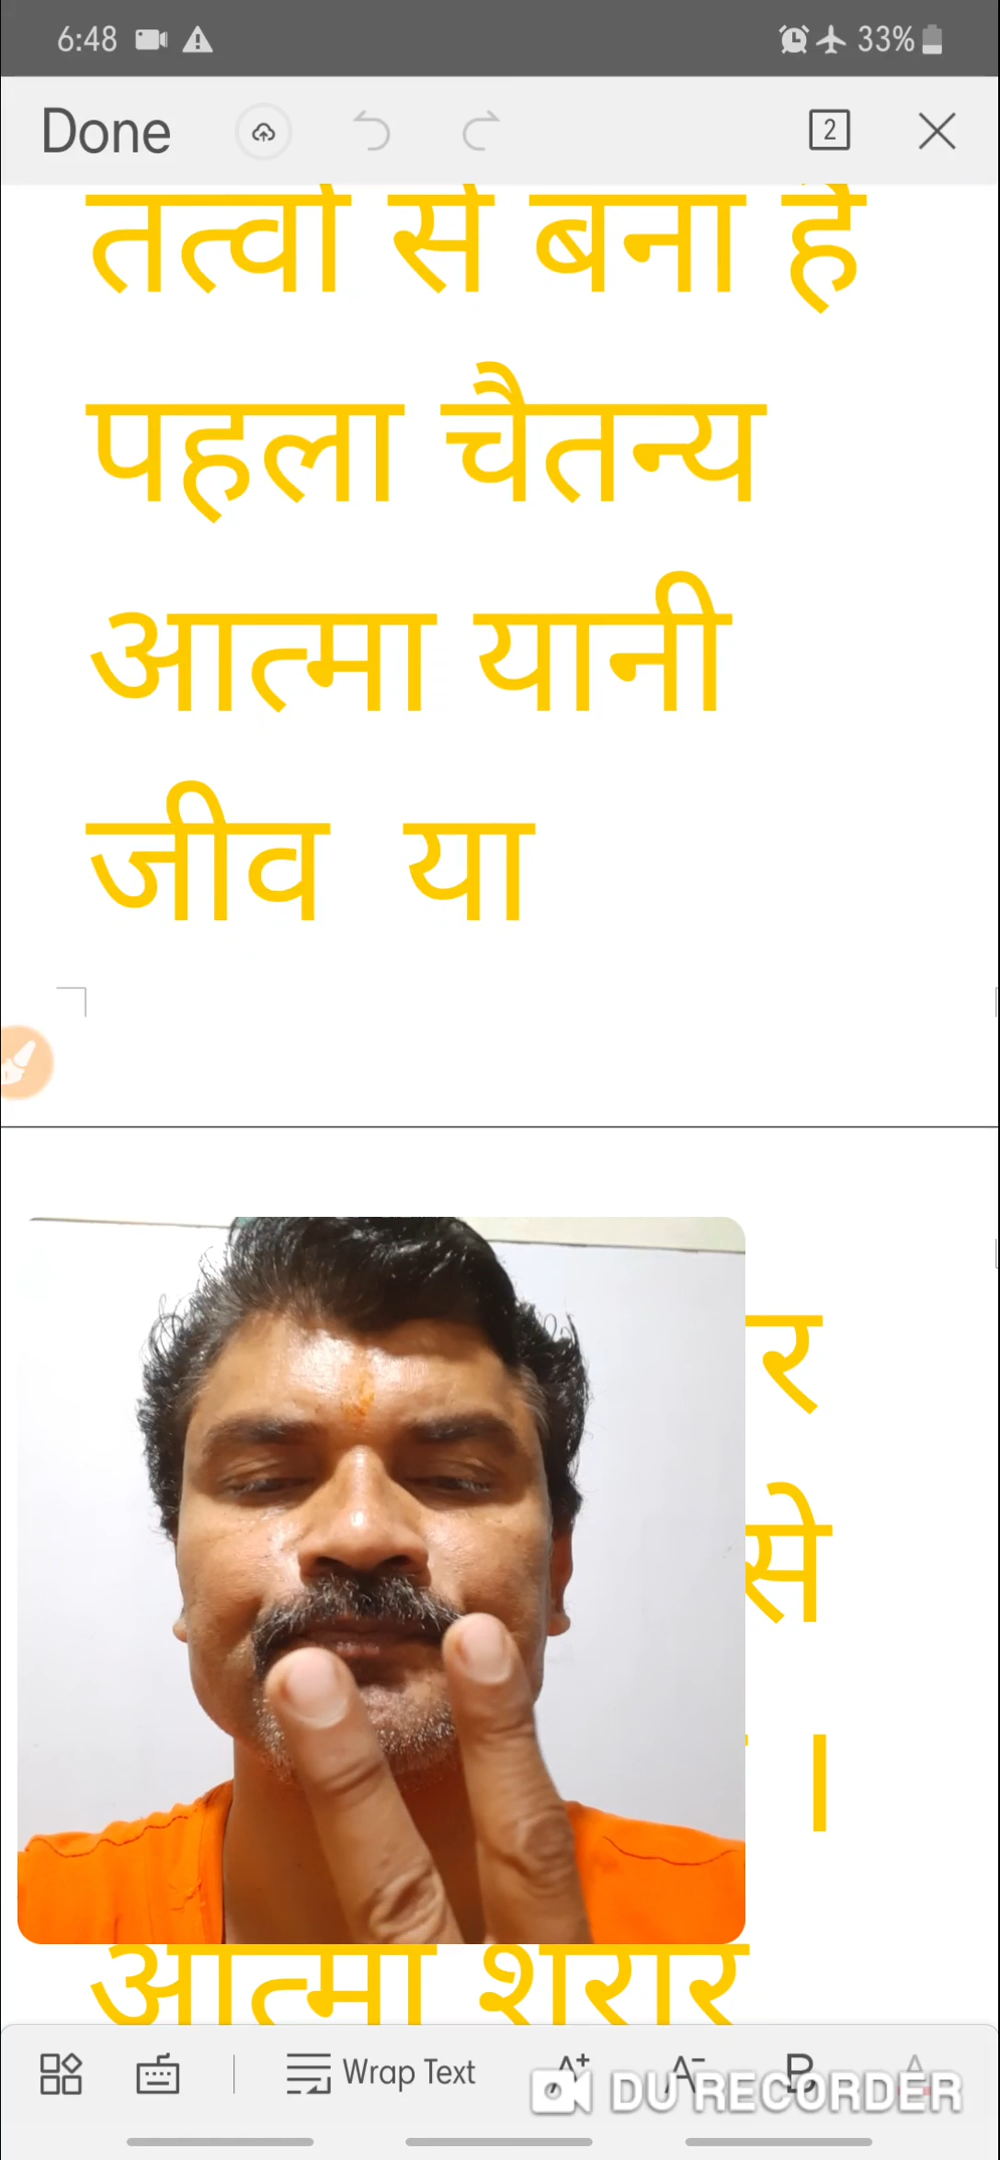 6:48
33%
Done
2
तत्वों से बना है
पहला चैतन्य
आत्मा यानी
जीव या
र
से
।
आत्मा शरीर
Wrap Text A+ A- B A
DU RECORDER